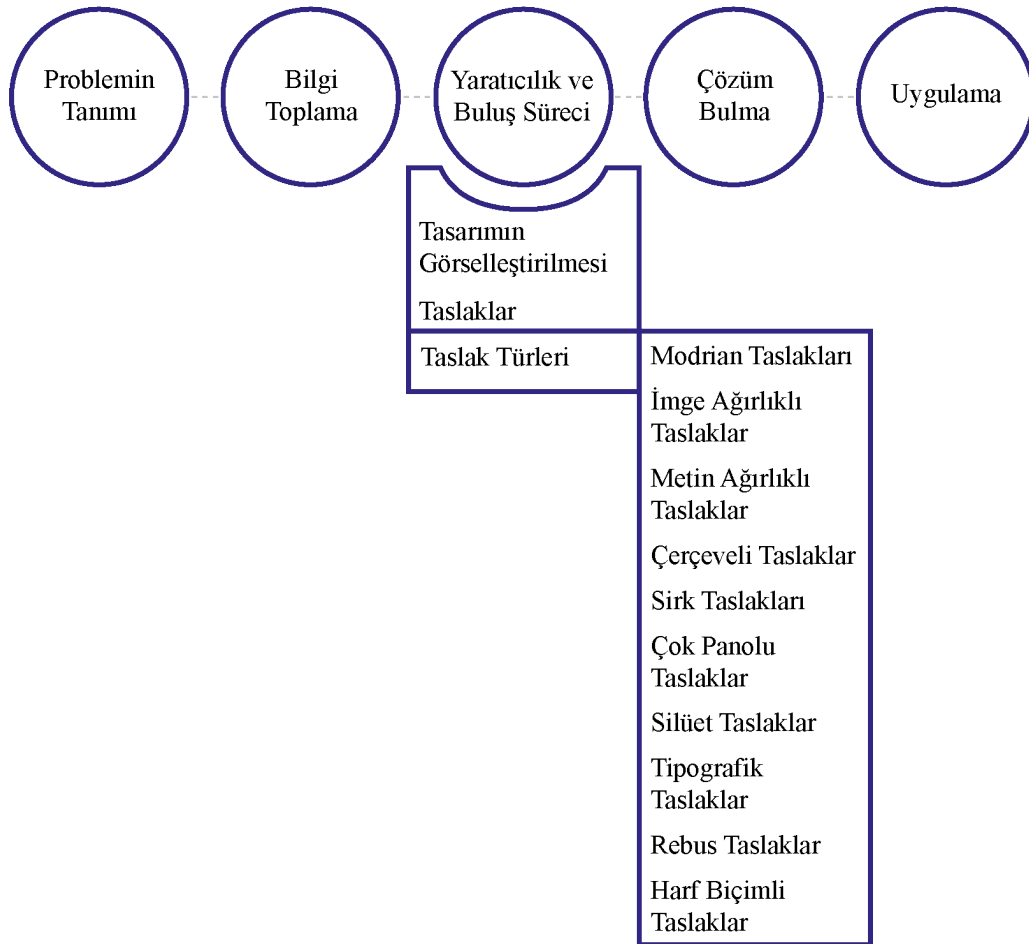 Problemin
Tanımı
Bilgi
Toplama
Yaratıcılık ve
Buluş Süreci
Çözüm
Bulma
Uygulama
Tasarımın
Görselleştirilmesi
Taslaklar
Taslak Türleri
Modrian Taslakları
İmge Ağırlıklı
Taslaklar
Metin Ağırlıklı
Taslaklar
Çerçeveli Taslaklar
Sirk Taslakları
Çok Panolu
Taslaklar
Silüet Taslaklar
Tipografik
Taslaklar
Rebus Taslaklar
Harf Biçimli
Taslaklar